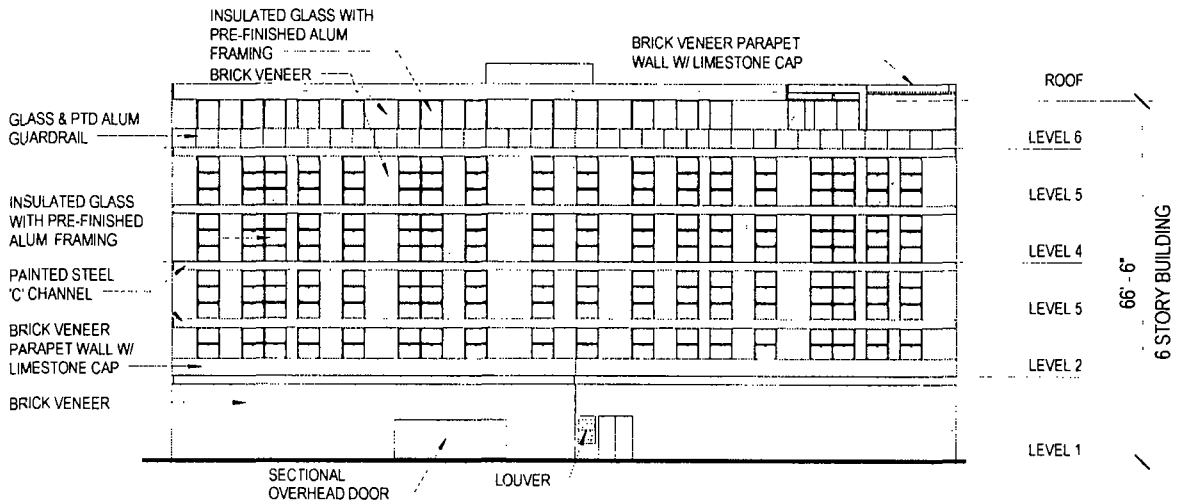 INSULATED GLASS WITH
PRE-FINISHED ALUM
FRAMING
BRICK VENEER
BRICK VENEER PARAPET
WALL W/ LIMESTONE CAP
GLASS & PTD ALUM
GUARDRAIL
INSULATED GLASS
WITH PRE-FINISHED
ALUM FRAMING
PAINTED STEEL
'C' CHANNEL
BRICK VENEER
PARAPET WALL W/
LIMESTONE CAP
BRICK VENEER
SECTIONAL
OVERHEAD DOOR
LOUVER
ROOF
LEVEL 6
LEVEL 5
LEVEL 4
LEVEL 5
LEVEL 2
LEVEL 1
66' - 6"
6 STORY BUILDING